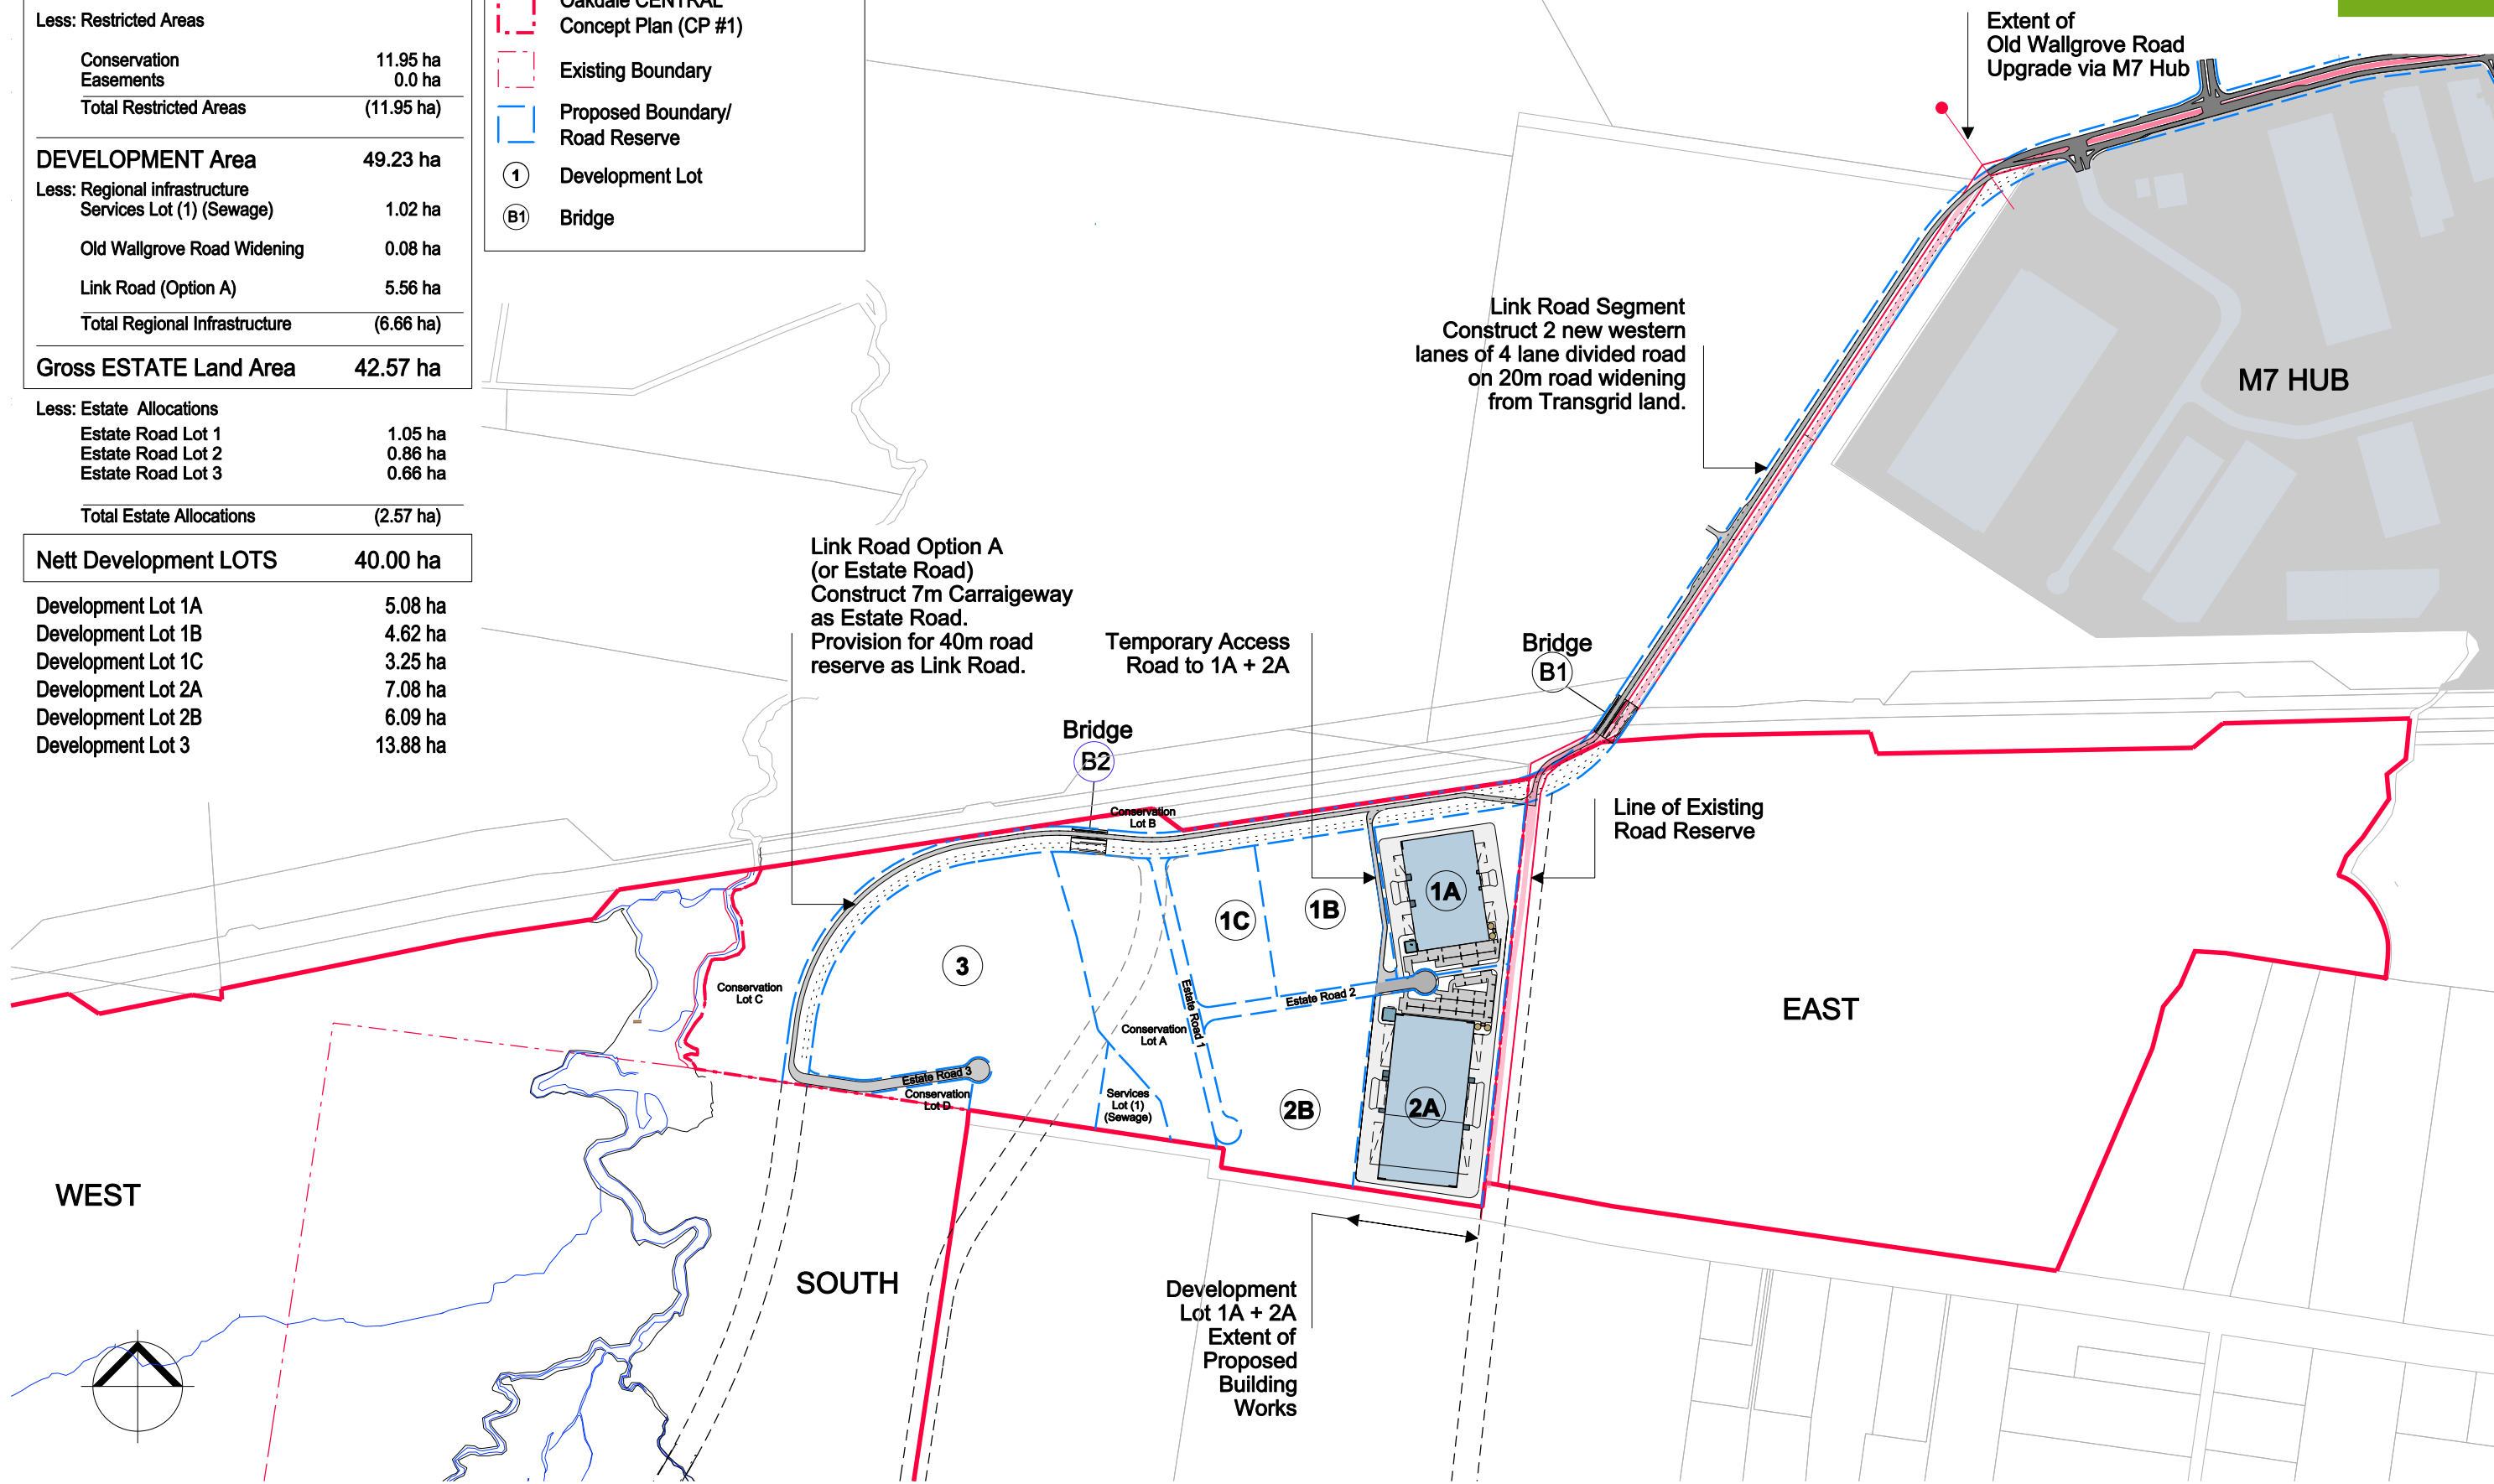 Less: Restricted Areas
Conservation 11.95 ha
Easements 0.0 ha
Total Restricted Areas (11.95 ha)
DEVELOPMENT Area 49.23 ha
Less: Regional infrastructure
Services Lot (1) (Sewage) 1.02 ha
Old Wallgrove Road Widening 0.08 ha
Link Road (Option A) 5.56 ha
Total Regional Infrastructure (6.66 ha)
Gross ESTATE Land Area 42.57 ha
Less: Estate Allocations
Estate Road Lot 1 1.05 ha
Estate Road Lot 2 0.86 ha
Estate Road Lot 3 0.66 ha
Total Estate Allocations (2.57 ha)
Nett Development LOTS 40.00 ha
Development Lot 1A 5.08 ha
Development Lot 1B 4.62 ha
Development Lot 1C 3.25 ha
Development Lot 2A 7.08 ha
Development Lot 2B 6.09 ha
Development Lot 3 13.88 ha
Oakdale CENTRAL
Concept Plan (CP #1)
Existing Boundary
Proposed Boundary/
Road Reserve
1 Development Lot
B1 Bridge
Extent of
Old Wallgrove Road
Upgrade via M7 Hub
M7 HUB
Link Road Segment
Construct 2 new western
lanes of 4 lane divided road
on 20m road widening
from Transgrid land.
Link Road Option A
(or Estate Road)
Construct 7m Carraigeway
as Estate Road.
Provision for 40m road
reserve as Link Road.
Temporary Access
Road to 1A + 2A
Bridge
B1
Bridge
B2
Conservation
Lot B
Line of Existing
Road Reserve
1A
1B
1C
3
Conservation
Lot C
Estate Road 2
Estate Road 1
Conservation
Lot A
EAST
Estate Road 3
Conservation
Lot D
Services
Lot (1)
(Sewage)
2B
2A
WEST
SOUTH
Development
Lot 1A + 2A
Extent of
Proposed
Building
Works